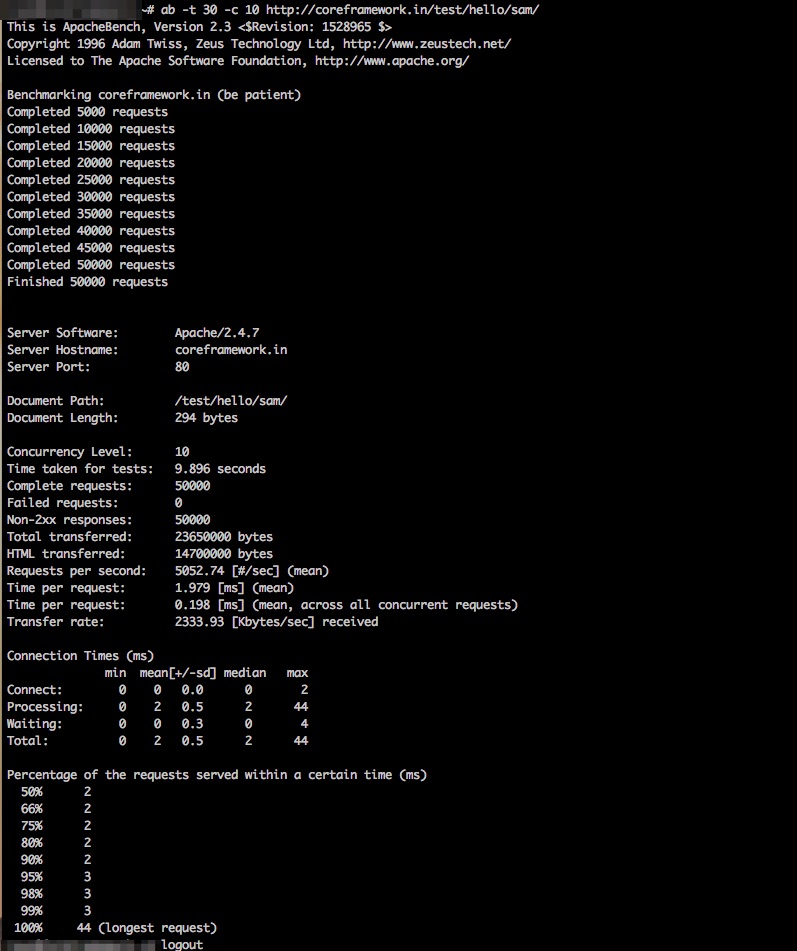 ~# ab -t 30 -c 10 http://coreframework.in/test/hello/sam/
This is ApacheBench, Version 2.3 <$Revision: 1528965 $>
Copyright 1996 Adam Twiss, Zeus Technology Ltd, http://www.zeustech.net/
Licensed to The Apache Software Foundation, http://www.apache.org/
Benchmarking coreframework.in (be patient)
Completed 5000 requests
Completed 10000 requests
Completed 15000 requests
Completed 20000 requests
Completed 25000 requests
Completed 30000 requests
Completed 35000 requests
Completed 40000 requests
Completed 45000 requests
Completed 50000 requests
Finished 50000 requests
Server Software: Apache/2.4.7
Server Hostname: coreframework.in
Server Port: 80
Document Path: /test/hello/sam/
Document Length: 294 bytes
Concurrency Level: 10
Time taken for tests: 9.896 seconds
Complete requests: 50000
Failed requests: 0
Non-2xx responses: 50000
Total transferred: 23650000 bytes
HTML transferred: 14700000 bytes
Requests per second: 5052.74 [#/sec] (mean)
Time per request: 1.979 [ms] (mean)
Time per request: 0.198 [ms] (mean, across all concurrent requests)
Transfer rate: 2333.93 [Kbytes/sec] received
Connection Times (ms)
min mean[+/-sd] median max
Connect: 0 0 0.0 0 2
Processing: 0 2 0.5 2 44
Waiting: 0 0 0.3 0 4
Total: 0 2 0.5 2 44
Percentage of the requests served within a certain time (ms)
50% 2
66% 2
75% 2
80% 2
90% 2
95% 3
98% 3
99% 3
100% 44 (longest request)
logout